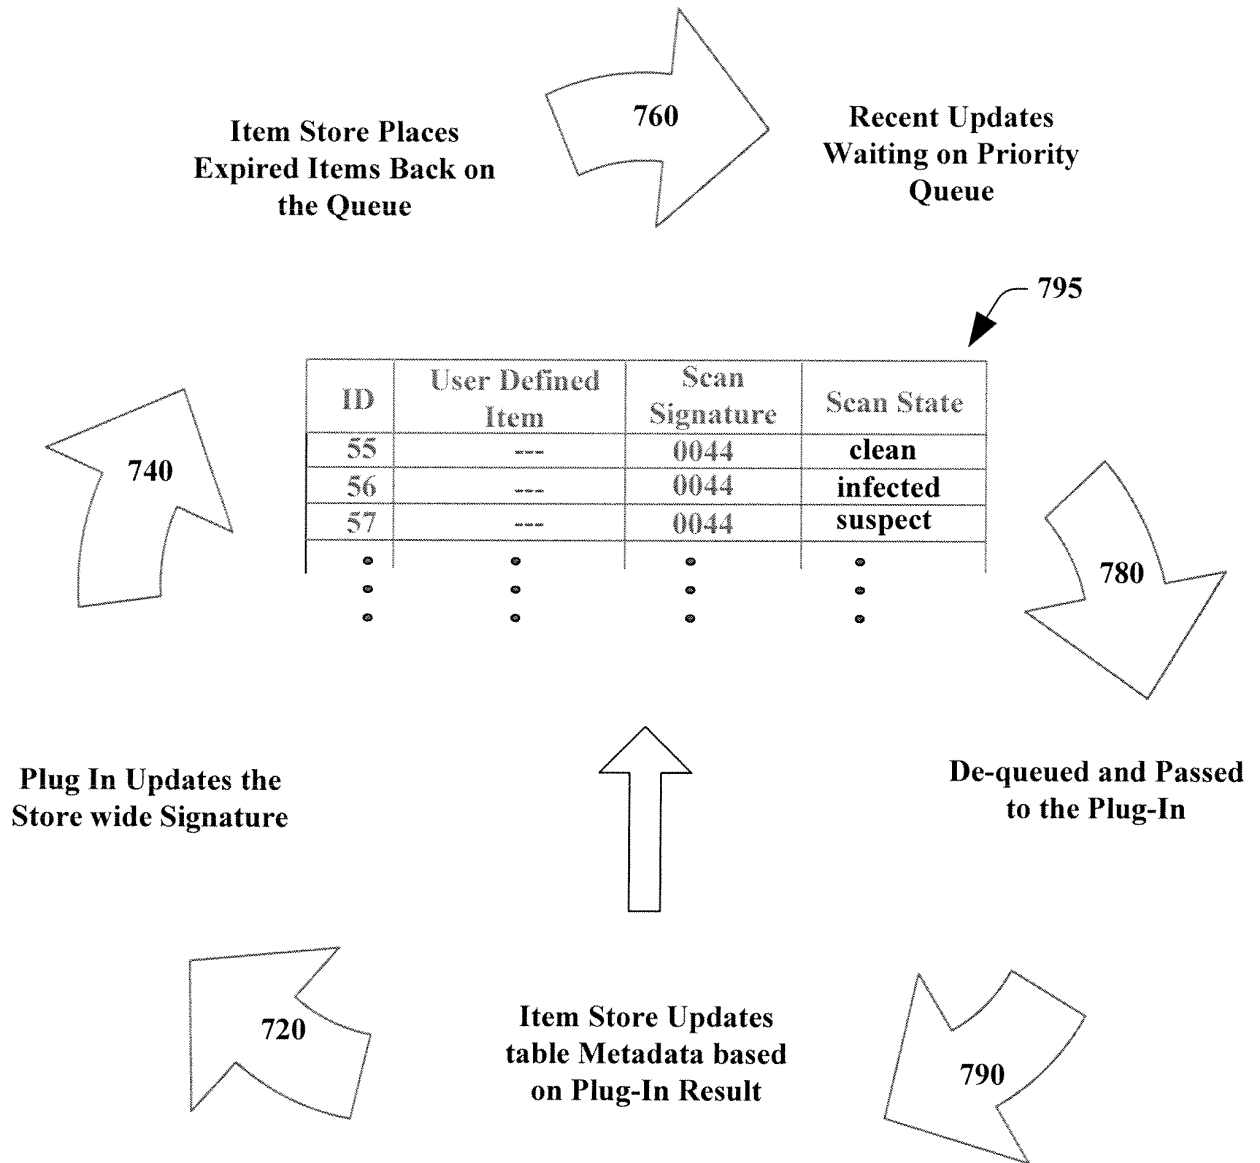 760
Item Store Places
Expired Items Back on
the Queue
Recent Updates
Waiting on Priority
Queue
795
ID
User Defined
Item
Scan
Signature
Scan State
55 --- 0044 clean
56 --- 0044 infected
57 --- 0044 suspect
740
780
Plug In Updates the
Store wide Signature
De-queued and Passed
to the Plug-In
720
Item Store Updates
table Metadata based
on Plug-In Result
790